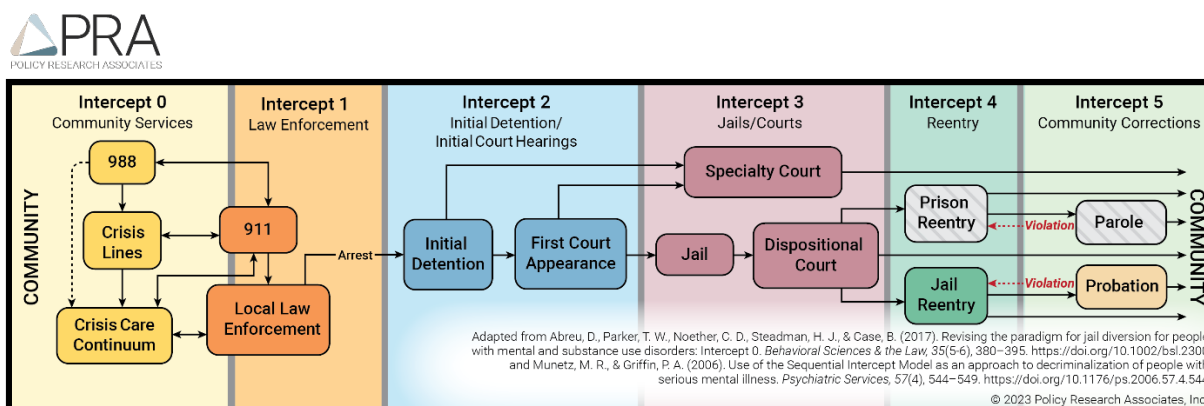 PRA
POLICY RESEARCH ASSOCIATES
Intercept 0
Community Services
Intercept 1
Law Enforcement
Intercept 2
Initial Detention/
Initial Court Hearings
Intercept 3
Jails/Courts
Intercept 4
Reentry
Intercept 5
Community Corrections
COMMUNITY
988
Crisis
Lines
Crisis Care
Continuum
911
Local Law
Enforcement
Arrest
Initial
Detention
First Court
Appearance
Specialty Court
Jail
Dispositional
Court
Prison
Reentry
Violation
Parole
Jail
Reentry
Violation
Probation
COMMUNITY
Adapted from Abreu, D., Parker, T. W., Noether, C. D., Steadman, H. J., & Case, B. (2017). Revising the paradigm for jail diversion for people
with mental and substance use disorders: Intercept 0. Behavioral Sciences & the Law, 35(5-6), 380–395. https://doi.org/10.1002/bsl.230
and Munetz, M. R., & Griffin, P. A. (2006). Use of the Sequential Intercept Model as an approach to decriminalization of people with
serious mental illness. Psychiatric Services, 57(4), 544–549. https://doi.org/10.1176/ps.2006.57.4.544
© 2023 Policy Research Associates, Inc